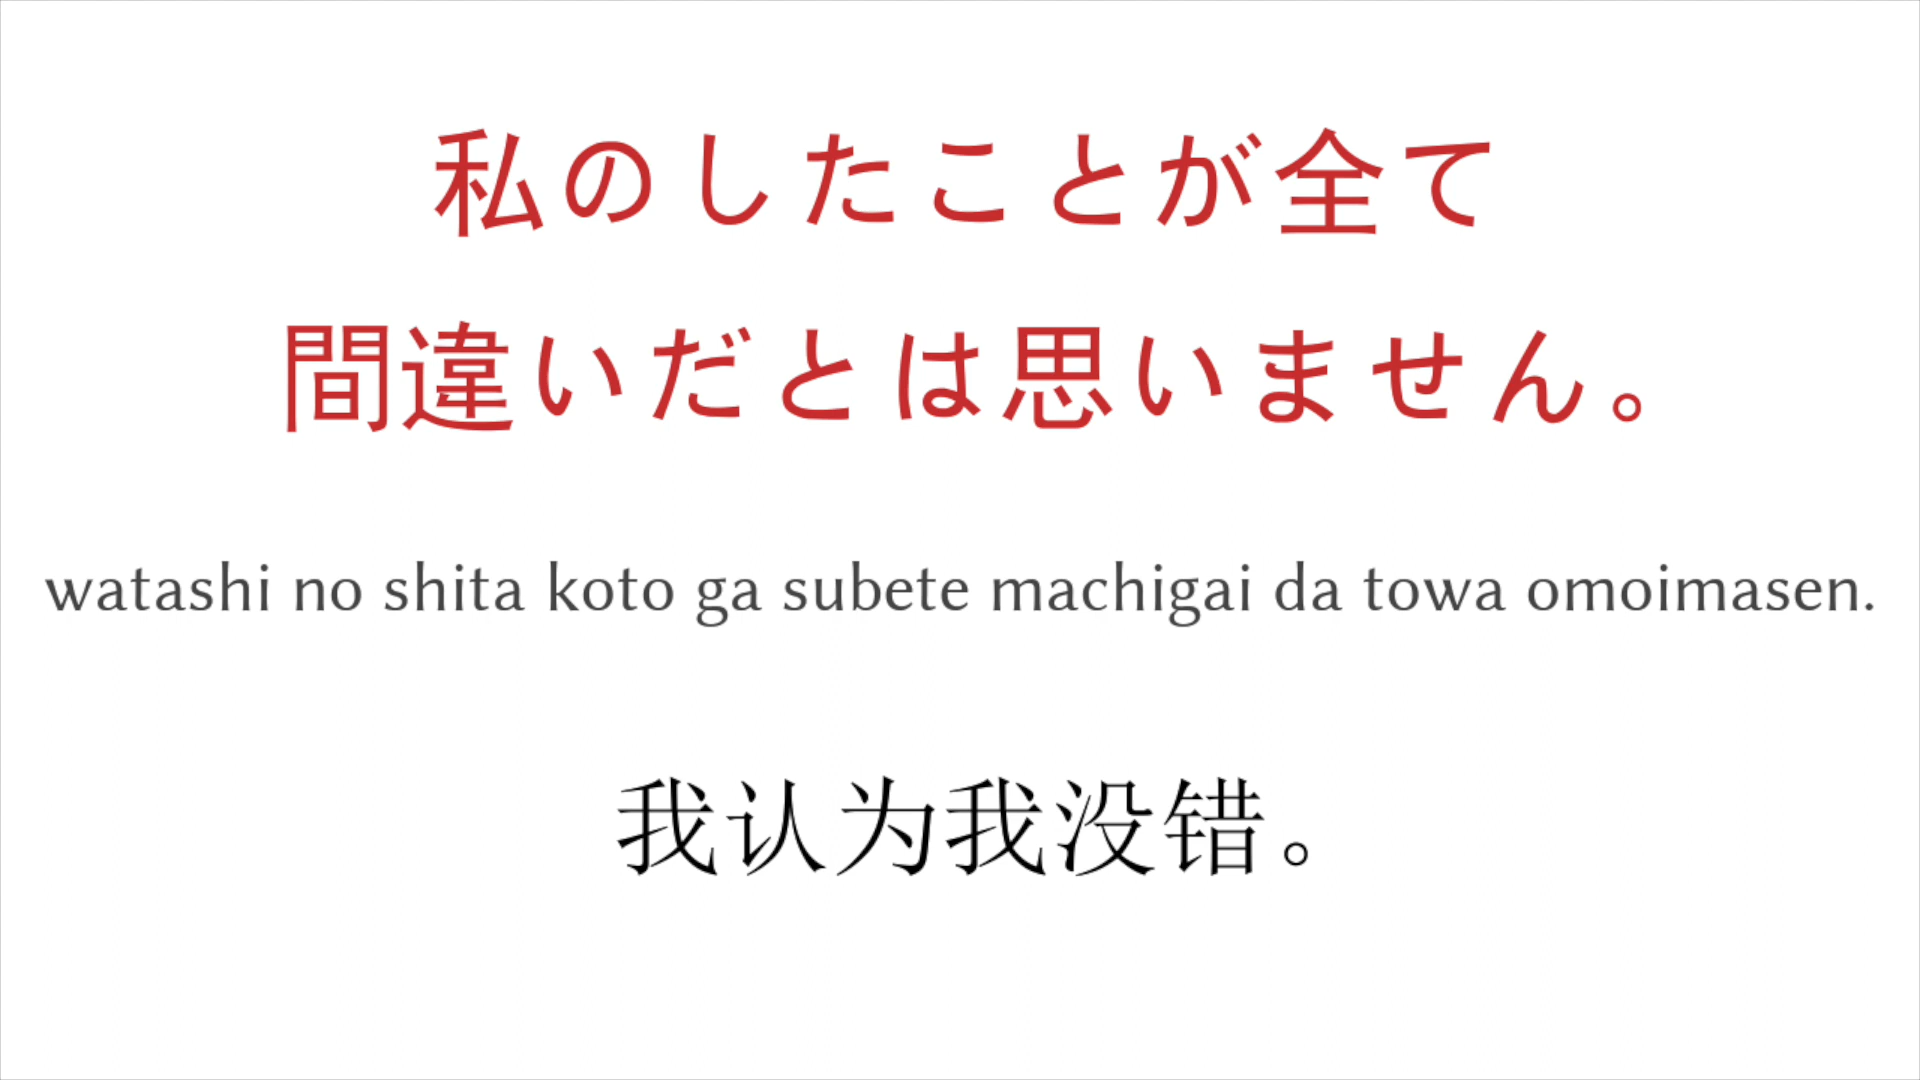 私のしたことが全て
間違いだとは思いません。
watashi no shita koto ga subete machigai da towa omoimasen.
我认为我没错。